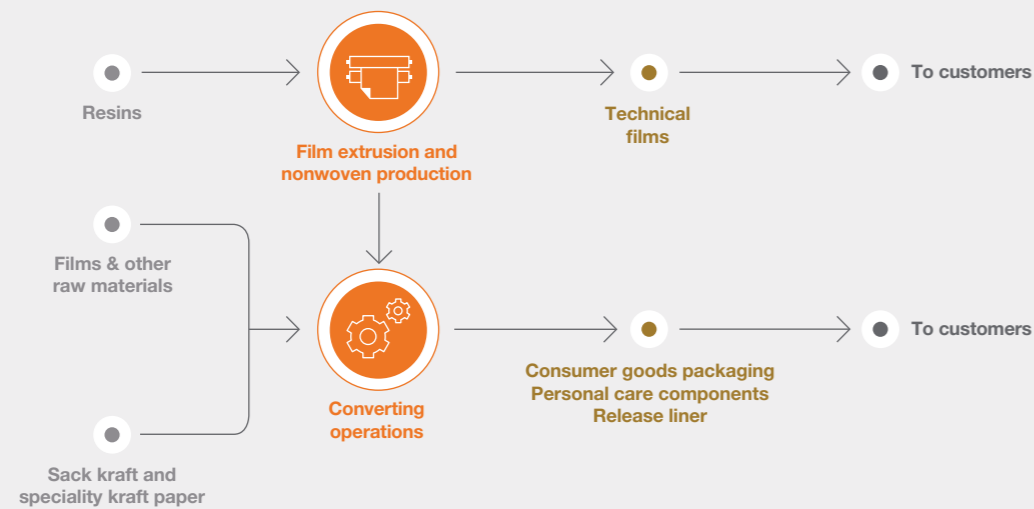 To customers
Resins
Technical
films
Film extrusion and
nonwoven production
Films & other
raw materials
To customers
Consumer goods packaging
Personal care components
Release liner
Converting
operations
Sack kraft and
speciality kraft paper